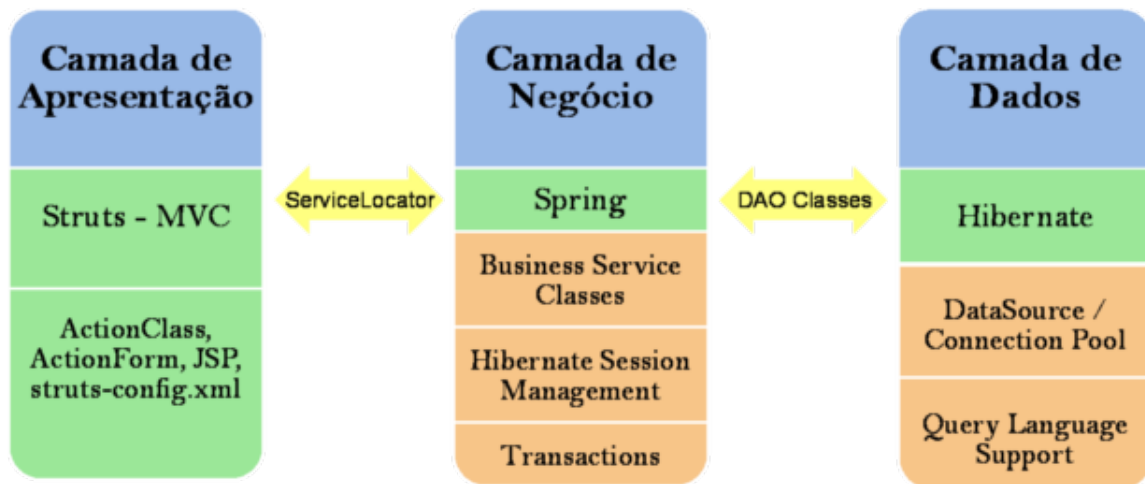 Camada de
Apresentação
Struts - MVC
ActionClass,
ActionForm, JSP,
struts-config.xml
ServiceLocator
Camada de
Negócio
Spring
Business Service
Classes
Hibernate Session
Management
Transactions
DAO Classes
Camada de
Dados
Hibernate
DataSource /
Connection Pool
Query Language
Support